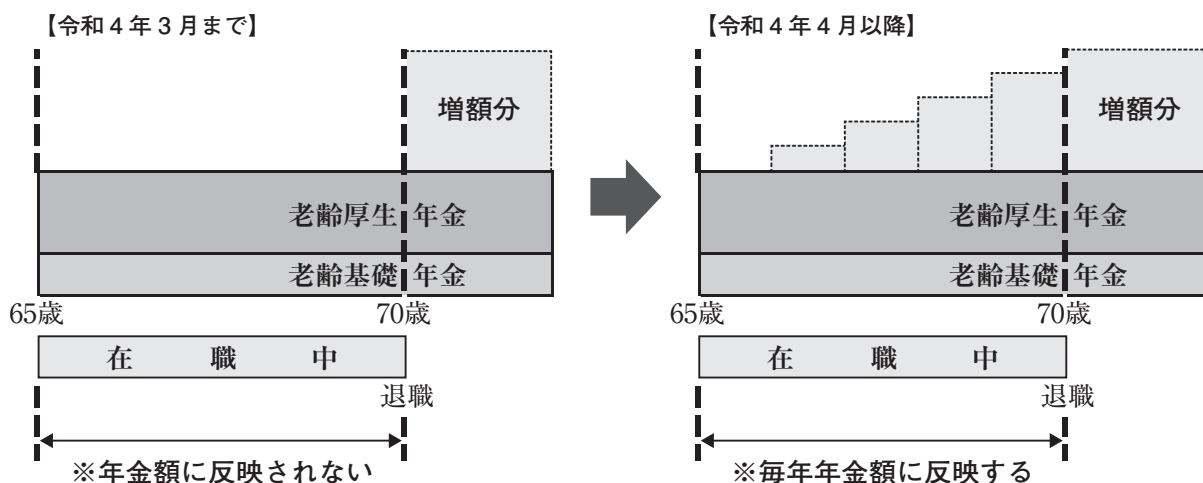 【令和４年３月まで】
増額分
老齢厚生年金
老齢基礎年金
65歳
70歳
在職中
退職
※年金額に反映されない
【令和４年４月以降】
増額分
老齢厚生年金
老齢基礎年金
65歳
70歳
在職中
退職
※毎年年金額に反映する